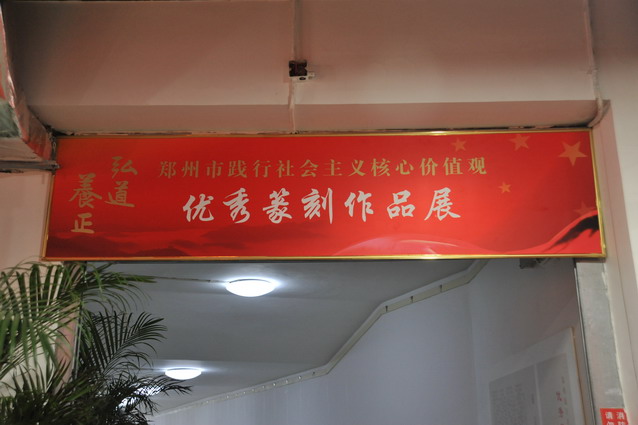 弘道
養正
郑州市践行社会主义核心价值观
优秀篆刻作品展